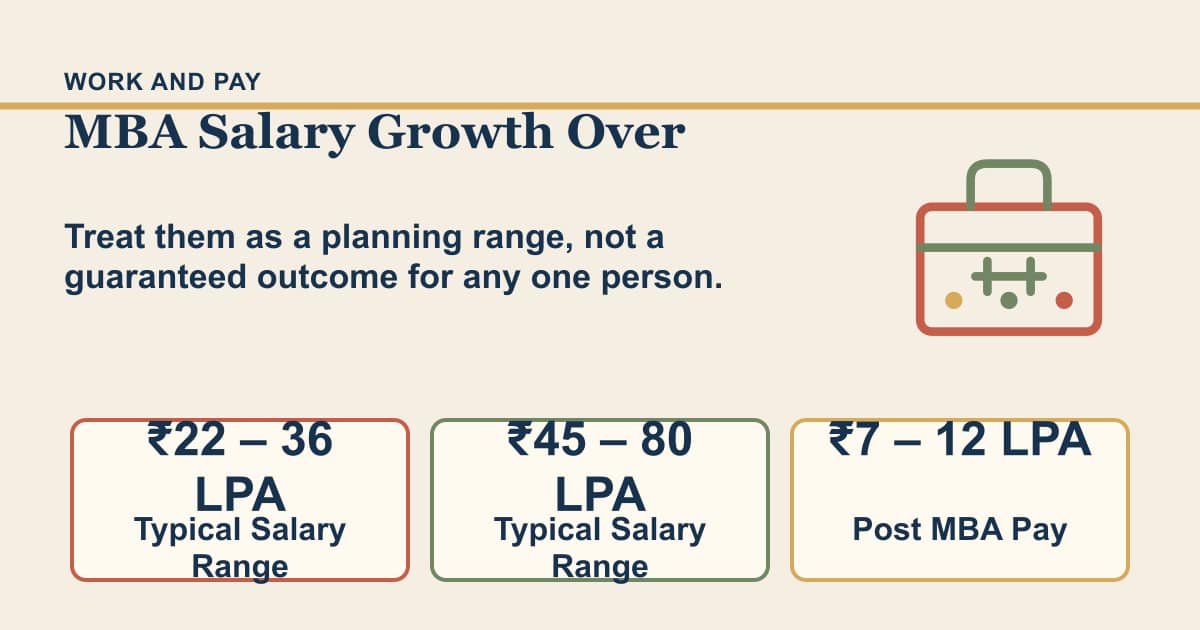 WORK AND PAY
MBA Salary Growth Over
Treat them as a planning range, not a
guaranteed outcome for any one person.
₹22 – 36
LPA
Typical Salary
Range
₹45 – 80
LPA
Typical Salary
Range
₹7 – 12 LPA
Post MBA Pay